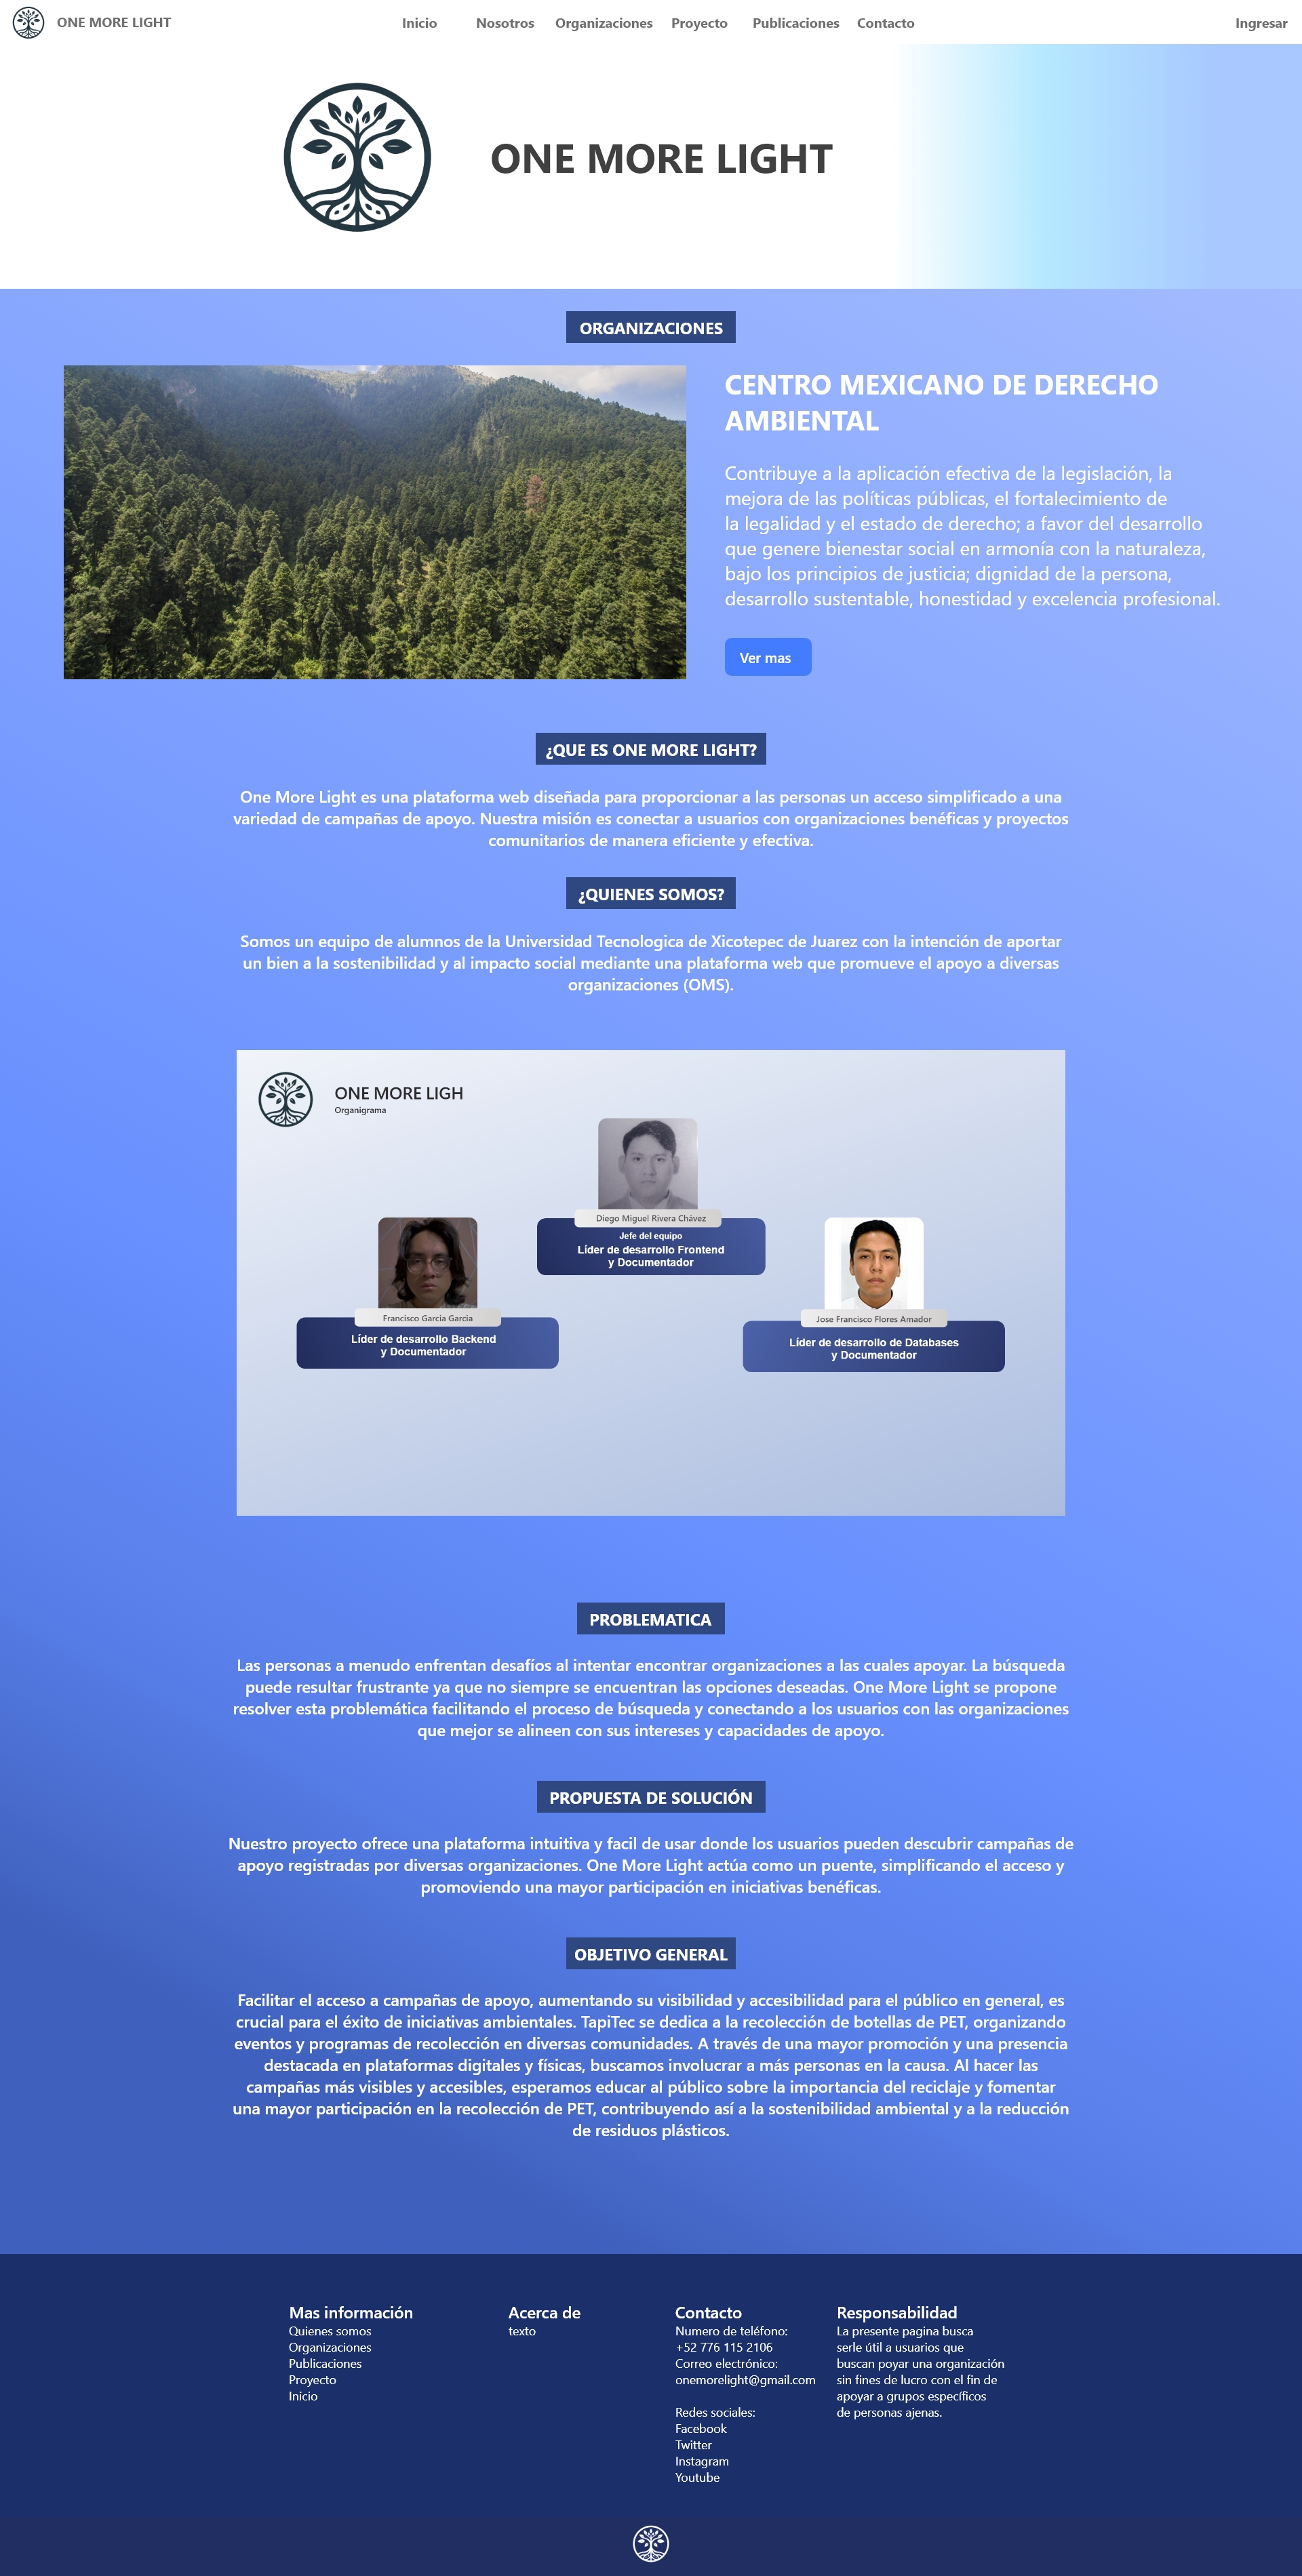 ONE MORE LIGHT
Inicio
Nosotros
Organizaciones
Proyecto
Publicaciones
Contacto
Ingresar
ONE MORE LIGHT
ORGANIZACIONES
CENTRO MEXICANO DE DERECHO
AMBIENTAL
Contribuye a la aplicación efectiva de la legislación, la
mejora de las políticas públicas, el fortalecimiento de
la legalidad y el estado de derecho; a favor del desarrollo
que genere bienestar social en armonía con la naturaleza,
bajo los principios de justicia; dignidad de la persona,
desarrollo sustentable, honestidad y excelencia profesional.
Ver mas
¿QUE ES ONE MORE LIGHT?
One More Light es una plataforma web diseñada para proporcionar a las personas un acceso simplificado a una
variedad de campañas de apoyo. Nuestra misión es conectar a usuarios con organizaciones benéficas y proyectos
comunitarios de manera eficiente y efectiva.
¿QUIENES SOMOS?
Somos un equipo de alumnos de la Universidad Tecnologica de Xicotepec de Juarez con la intención de aportar
un bien a la sostenibilidad y al impacto social mediante una plataforma web que promueve el apoyo a diversas
organizaciones (OMS).
ONE MORE LIGH
Organigrama
Diego Miguel Rivera Chávez
Jefe del equipo
Líder de desarrollo Frontend
y Documentador
Francisco Garcia Garcia
Líder de desarrollo Backend
y Documentador
Jose Francisco Flores Amador
Líder de desarrollo de Databases
y Documentador
PROBLEMATICA
Las personas a menudo enfrentan desafíos al intentar encontrar organizaciones a las cuales apoyar. La búsqueda
puede resultar frustrante ya que no siempre se encuentran las opciones deseadas. One More Light se propone
resolver esta problemática facilitando el proceso de búsqueda y conectando a los usuarios con las organizaciones
que mejor se alineen con sus intereses y capacidades de apoyo.
PROPUESTA DE SOLUCIÓN
Nuestro proyecto ofrece una plataforma intuitiva y facil de usar donde los usuarios pueden descubrir campañas de
apoyo registradas por diversas organizaciones. One More Light actúa como un puente, simplificando el acceso y
promoviendo una mayor participación en iniciativas benéficas.
OBJETIVO GENERAL
Facilitar el acceso a campañas de apoyo, aumentando su visibilidad y accesibilidad para el público en general, es
crucial para el éxito de iniciativas ambientales. TapiTec se dedica a la recolección de botellas de PET, organizando
eventos y programas de recolección en diversas comunidades. A través de una mayor promoción y una presencia
destacada en plataformas digitales y físicas, buscamos involucrar a más personas en la causa. Al hacer las
campañas más visibles y accesibles, esperamos educar al público sobre la importancia del reciclaje y fomentar
una mayor participación en la recolección de PET, contribuyendo así a la sostenibilidad ambiental y a la reducción
de residuos plásticos.
Mas información
Quienes somos
Organizaciones
Publicaciones
Proyecto
Inicio
Acerca de
texto
Contacto
Numero de teléfono:
+52 776 115 2106
Correo electrónico:
onemorelight@gmail.com
Redes sociales:
Facebook
Twitter
Instagram
Youtube
Responsabilidad
La presente pagina busca
serle útil a usuarios que
buscan poyar una organización
sin fines de lucro con el fin de
apoyar a grupos específicos
de personas ajenas.